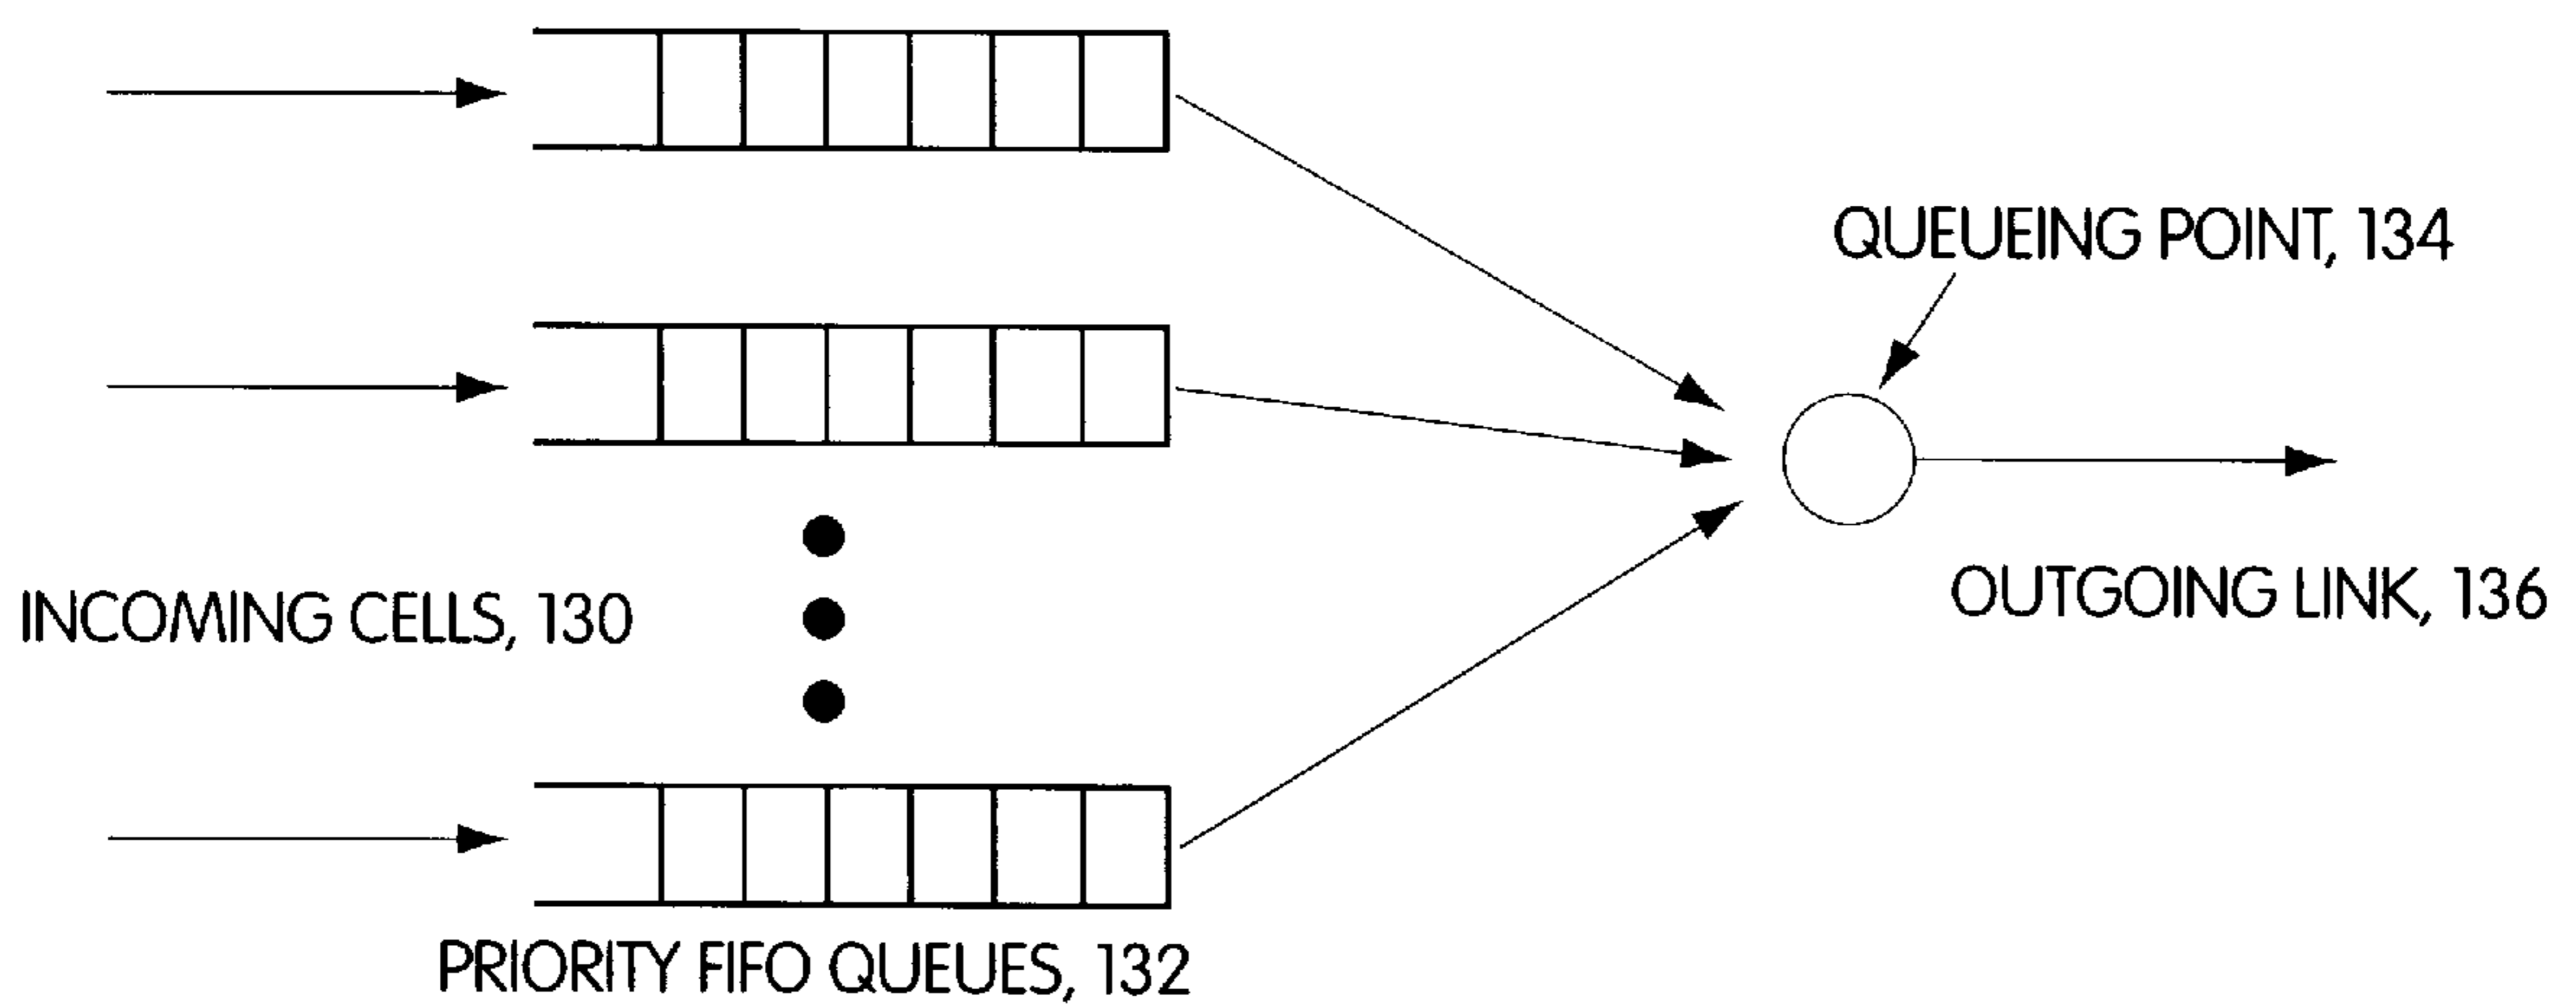 QUEUEING POINT, 134
OUTGOING LINK, 136
INCOMING CELLS, 130
PRIORITY FIFO QUEUES, 132